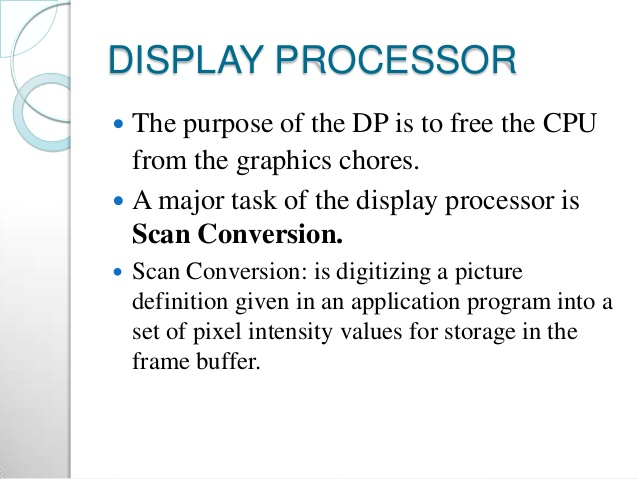 DISPLAY PROCESSOR
• The purpose of the DP is to free the CPU
from the graphics chores.
• A major task of the display processor is
Scan Conversion.
• Scan Conversion: is digitizing a picture
definition given in an application program into a
set of pixel intensity values for storage in the
frame buffer.